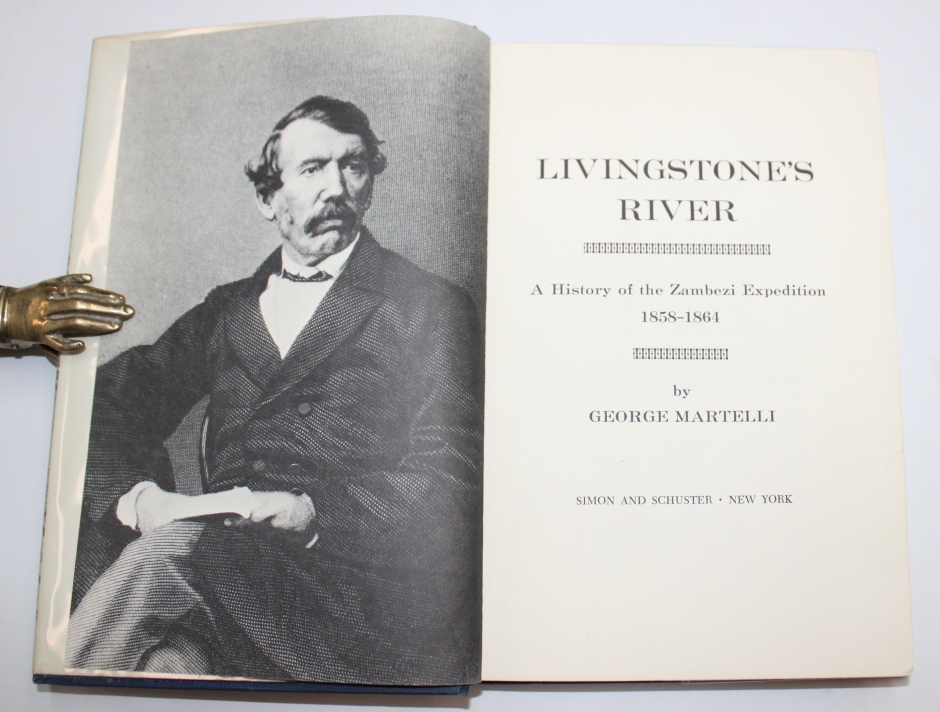 LIVINGSTONE'S
RIVER
A History of the Zambezi Expedition
1858–1864
by
GEORGE MARTELLI
SIMON AND SCHUSTER · NEW YORK